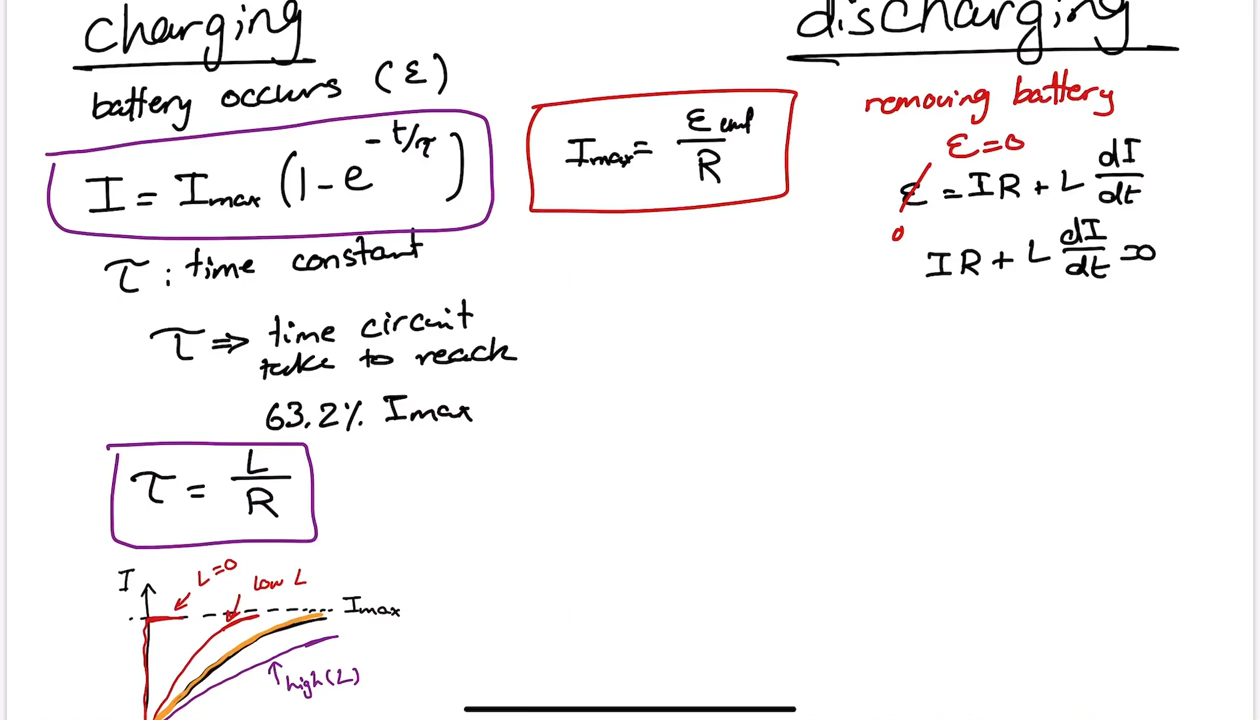 charging
battery occurs (ε)
I = Imax (1 - e^(-t/τ))
τ : time constant
τ ⇒ time circuit
take to reach
63.2% Imax
τ = L/R
I
L=0
low L
Imax
high(L)
Imax = ε emf / R
discharging
removing battery
ε=0
ε = IR + L dI/dt
0
IR + L dI/dt =0